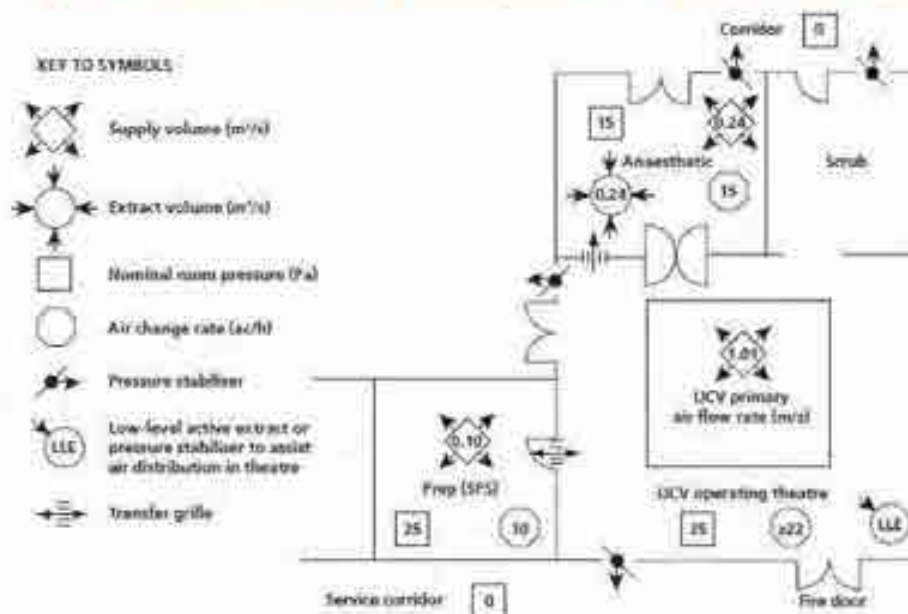 KEY TO SYMBOLS
Supply volume (m³/s)
Extract volume (m³/s)
Nominal room pressure (Pa)
Air change rate (ac/h)
Pressure stabiliser
LLE
Low-level active extract or
pressure stabiliser to assist
air distribution in theatre
Transfer grille
Corridor
0
15
0.24
Anaesthetic
Scrub
0.24
15
1.01
UCV primary
air flow rate (m/s)
0.10
Prep (SPS)
25
10
UCV operating theatre
25
≥22
LLE
Service corridor
0
Fire door